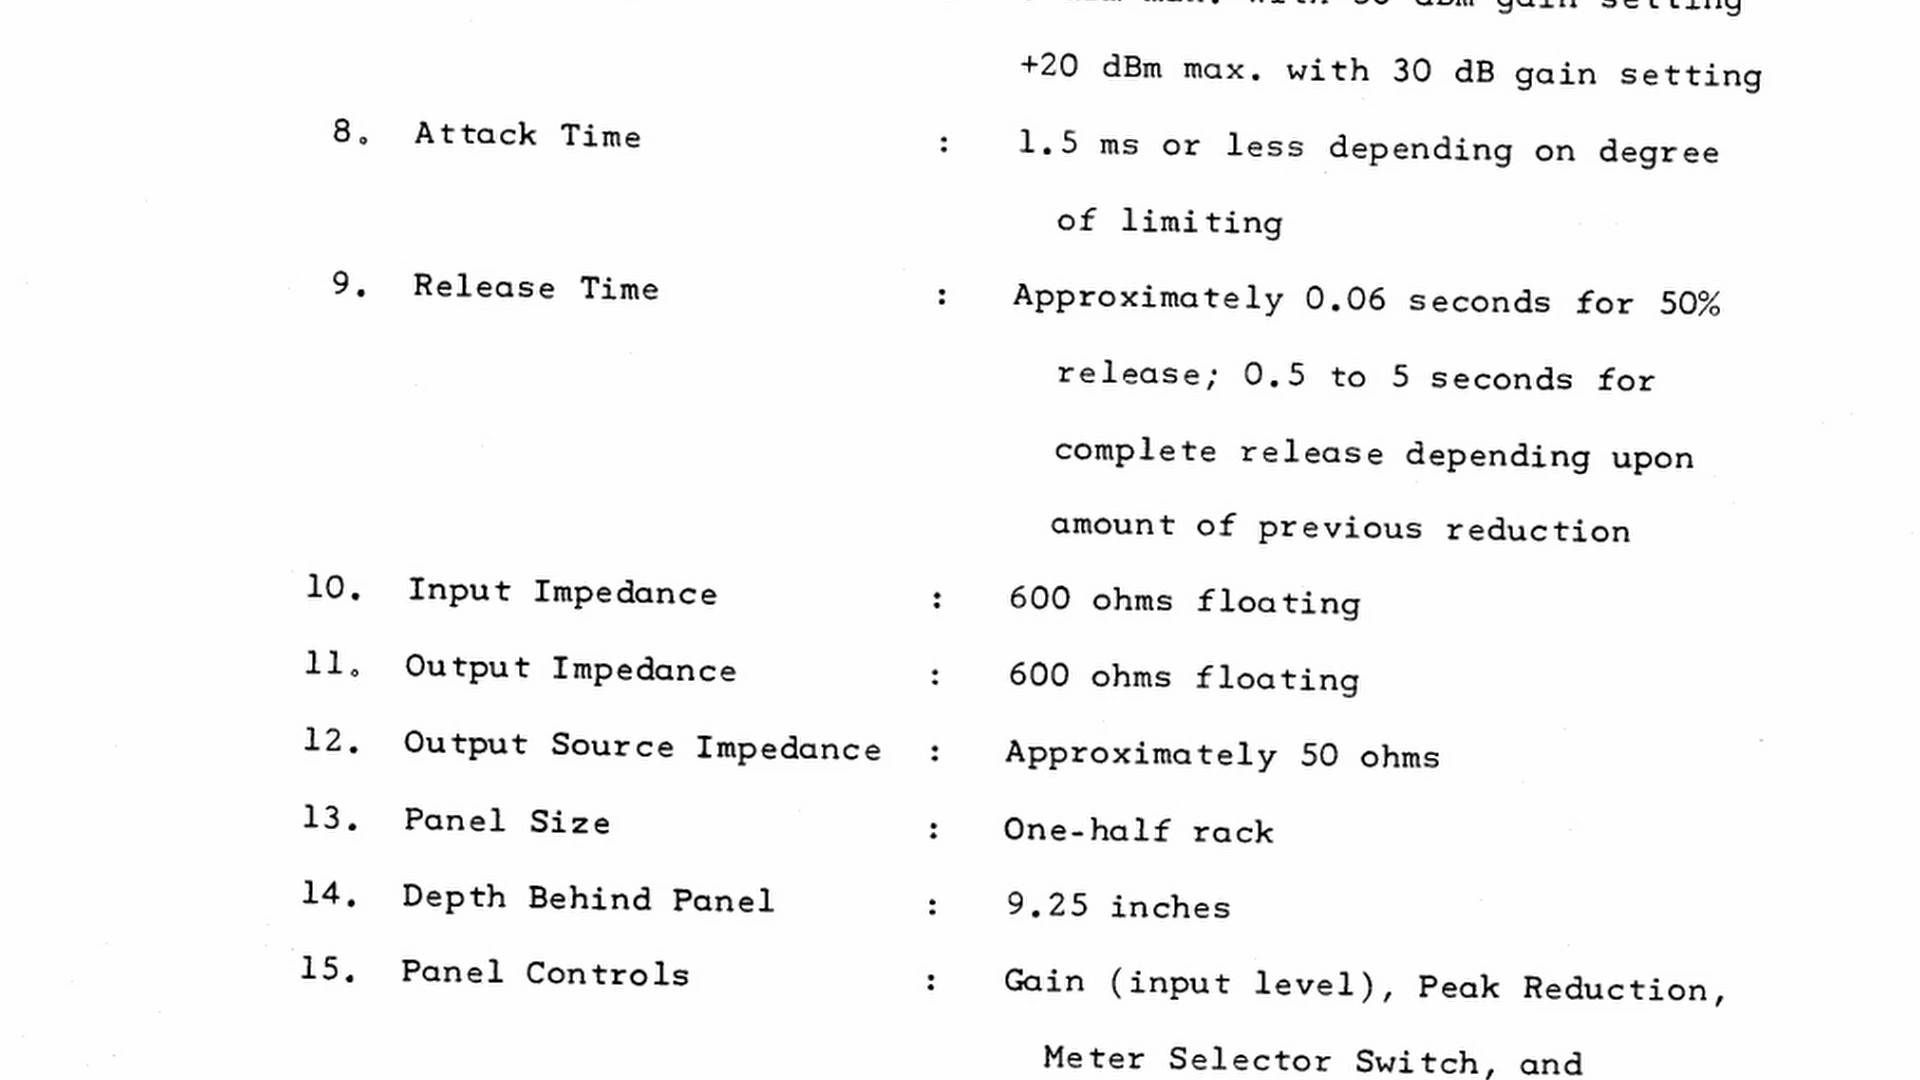 gain setting
+20 dBm max. with 30 dB gain setting
8. Attack Time : 1.5 ms or less depending on degree
of limiting
9. Release Time : Approximately 0.06 seconds for 50%
release; 0.5 to 5 seconds for
complete release depending upon
amount of previous reduction
10. Input Impedance : 600 ohms floating
11. Output Impedance : 600 ohms floating
12. Output Source Impedance : Approximately 50 ohms
13. Panel Size : One-half rack
14. Depth Behind Panel : 9.25 inches
15. Panel Controls : Gain (input level), Peak Reduction,
Meter Selector Switch, and